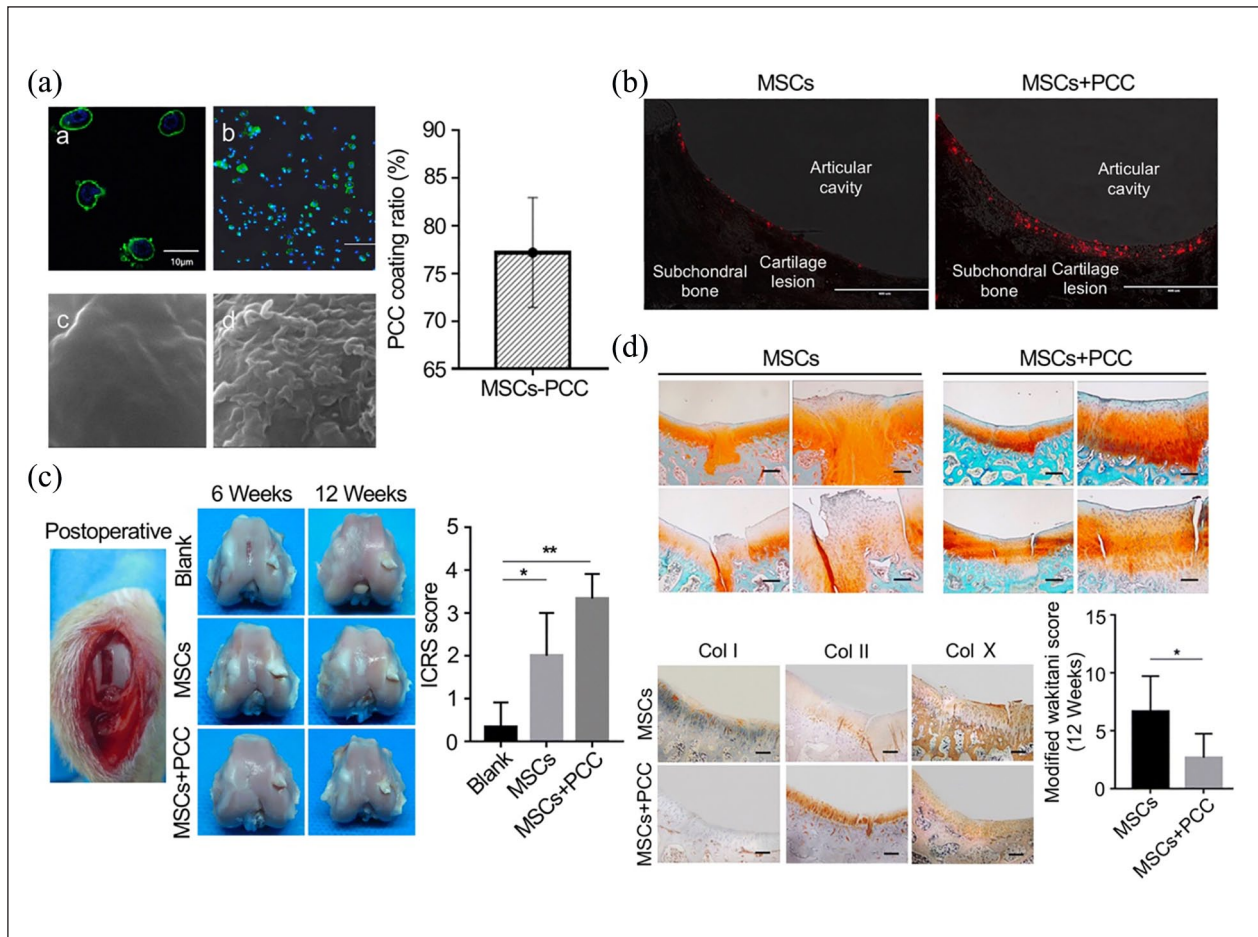 (a)
a
b
10μm
c
d
PCC coating ratio (%)
90
85
80
75
70
65
MSCs-PCC
(b)
MSCs
MSCs+PCC
Articular
cavity
Subchondral
bone
Cartilage
lesion
Articular
cavity
Subchondral
bone
Cartilage
lesion
(c)
Postoperative
6 Weeks
12 Weeks
Blank
MSCs
MSCs+PCC
ICRS score
5
4
3
2
1
0
*
**
Blank
MSCs
MSCs+PCC
(d)
MSCs
MSCs+PCC
Col I
Col II
Col X
MSCs
MSCs+PCC
Modified wakitani score
(12 Weeks)
15
10
5
0
*
MSCs
MSCs+PCC